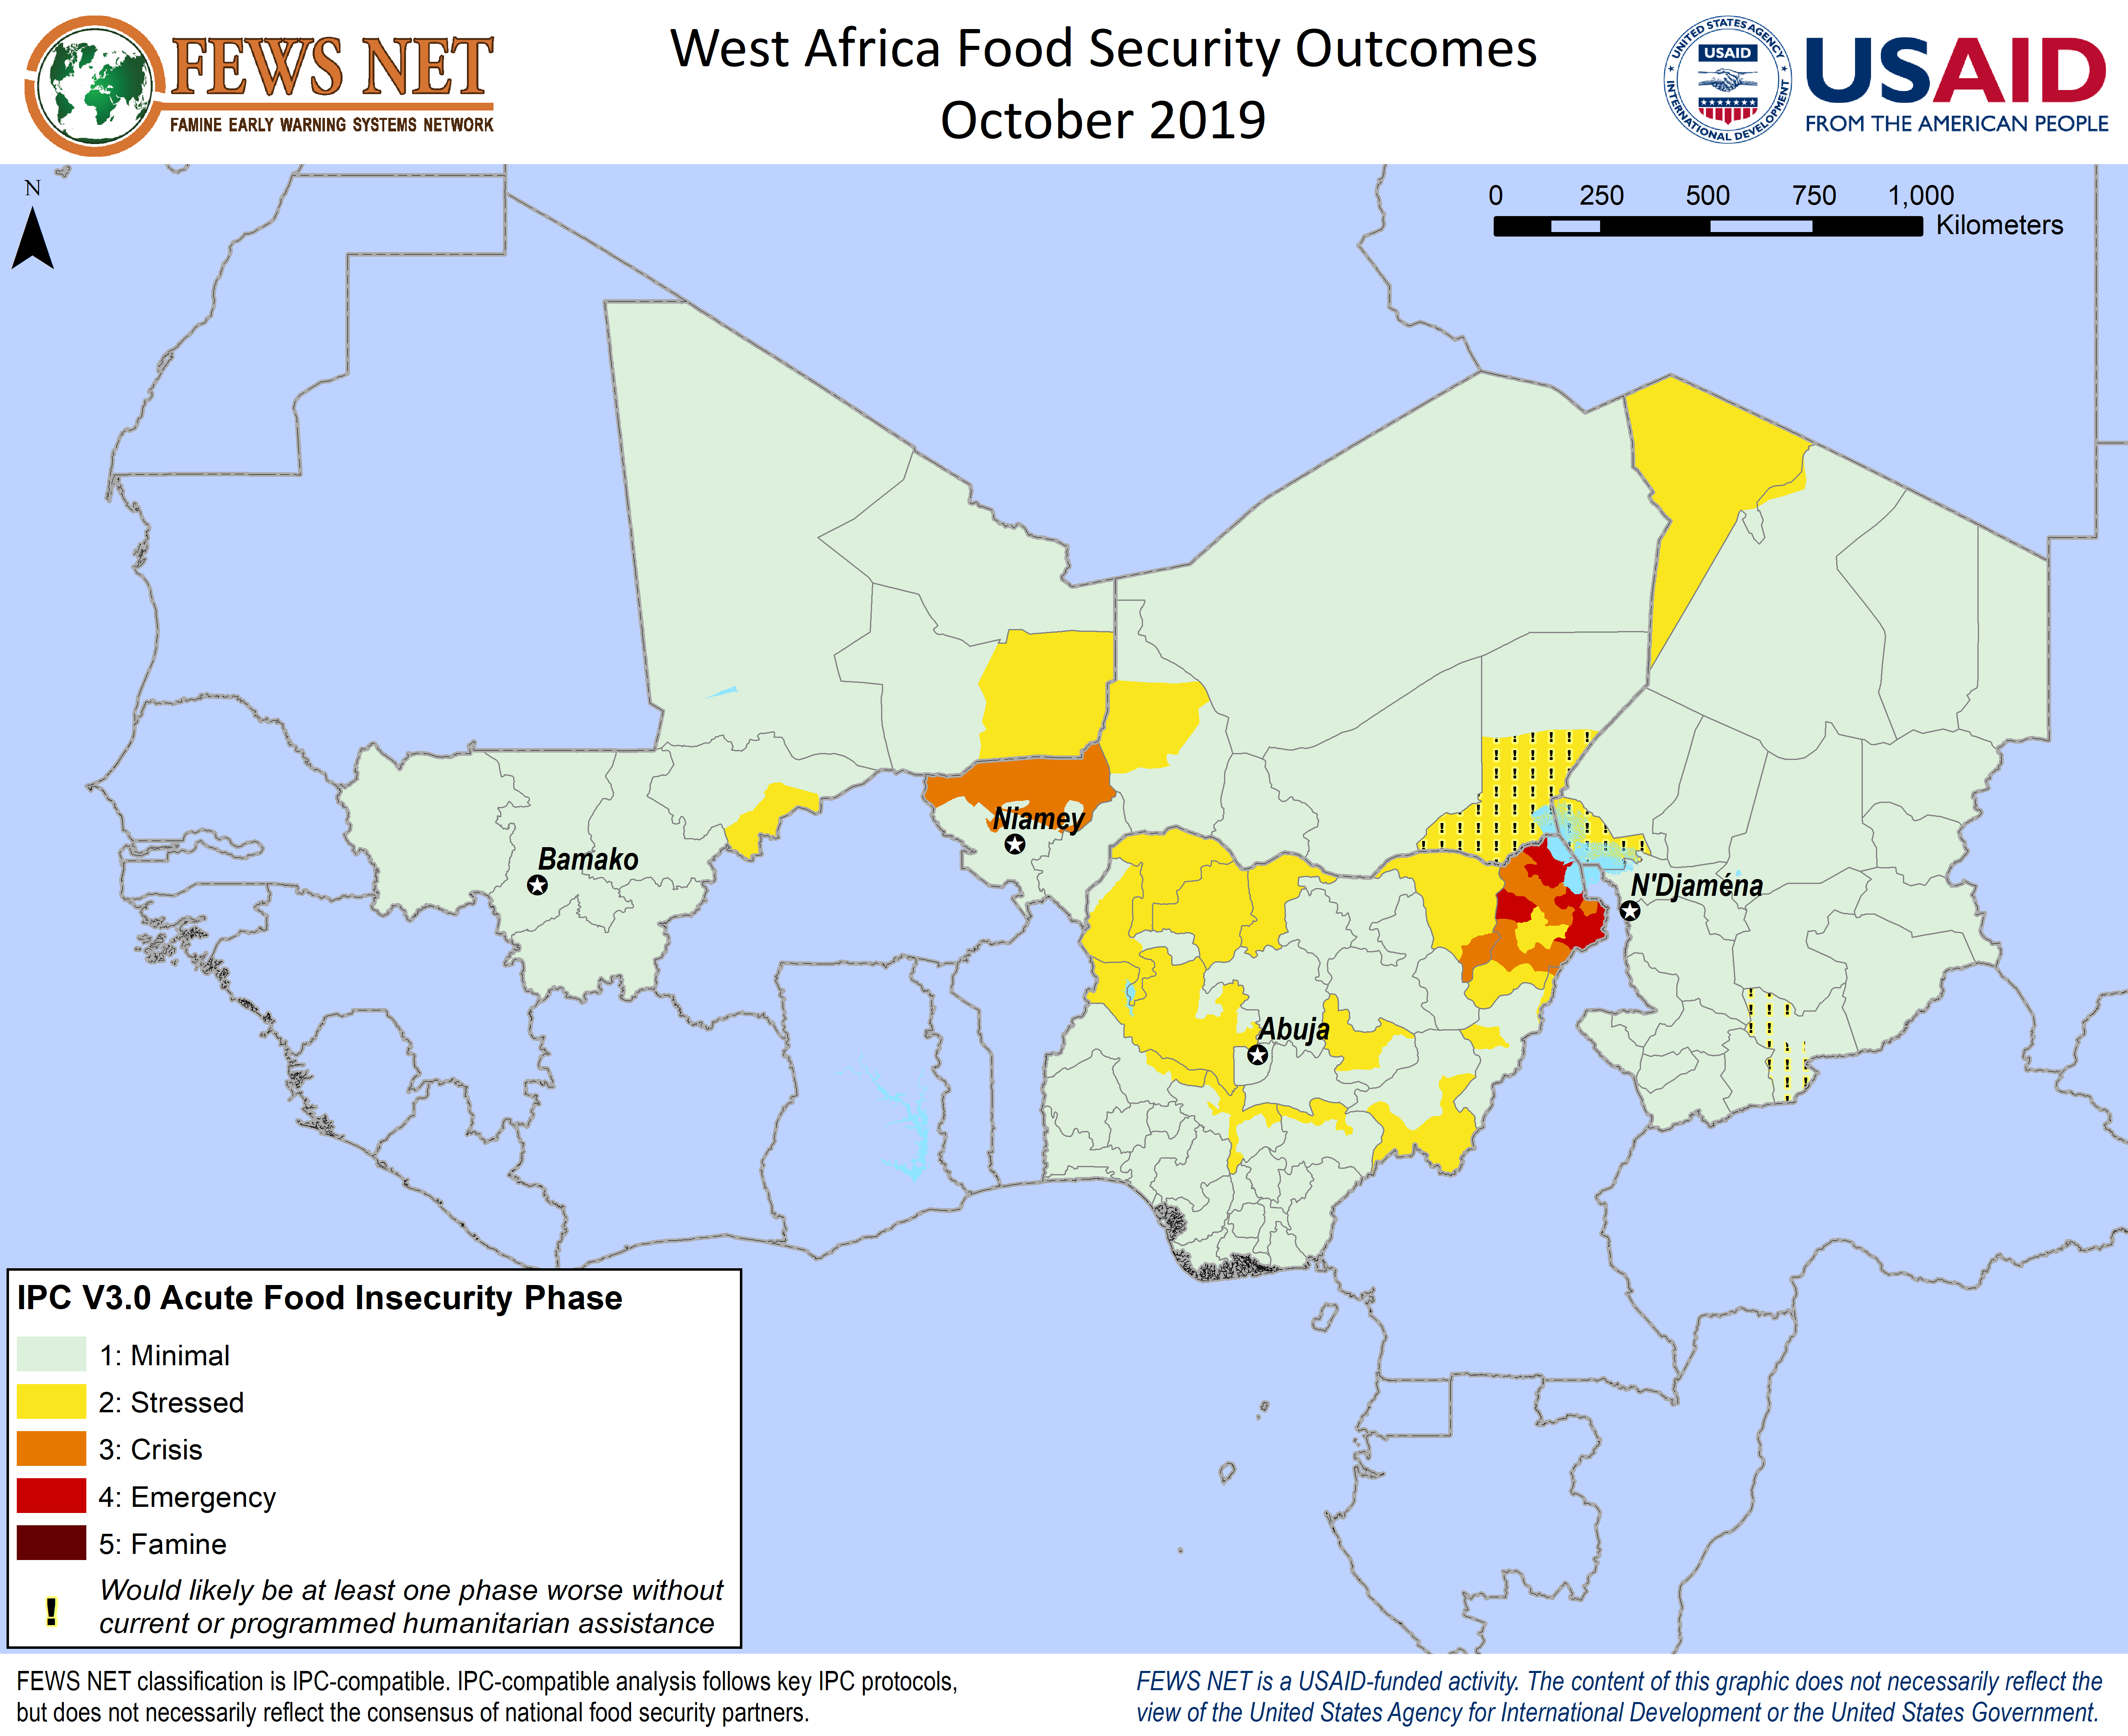 FEWS NET
FAMINE EARLY WARNING SYSTEMS NETWORK
West Africa Food Security Outcomes
October 2019
UNITED STATES AGENCY
USAID
INTERNATIONAL DEVELOPMENT
USAID
FROM THE AMERICAN PEOPLE
N
0 250 500 750 1,000
Kilometers
Niamey
Bamako
N'Djaména
Abuja
IPC V3.0 Acute Food Insecurity Phase
1: Minimal
2: Stressed
3: Crisis
4: Emergency
5: Famine
! Would likely be at least one phase worse without
current or programmed humanitarian assistance
FEWS NET classification is IPC-compatible. IPC-compatible analysis follows key IPC protocols,
but does not necessarily reflect the consensus of national food security partners.
FEWS NET is a USAID-funded activity. The content of this graphic does not necessarily reflect the
view of the United States Agency for International Development or the United States Government.